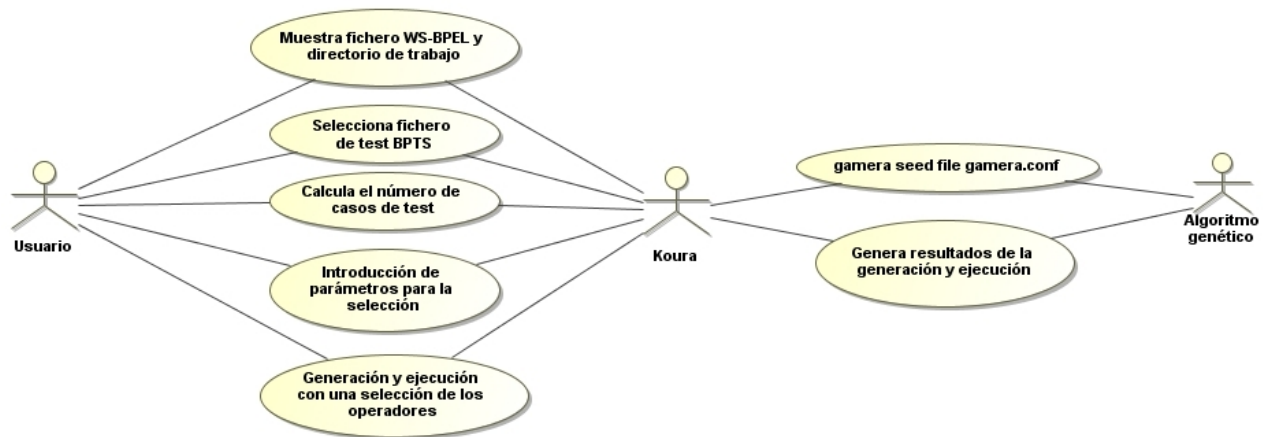 Muestra fichero WS-BPEL y
directorio de trabajo
Selecciona fichero
de test BPTS
Calcula el número de
casos de test
Introducción de
parámetros para la
selección
Generación y ejecución
con una selección de los
operadores
Usuario
Koura
gamera seed file gamera.conf
Genera resultados de la
generación y ejecución
Algoritmo
genético